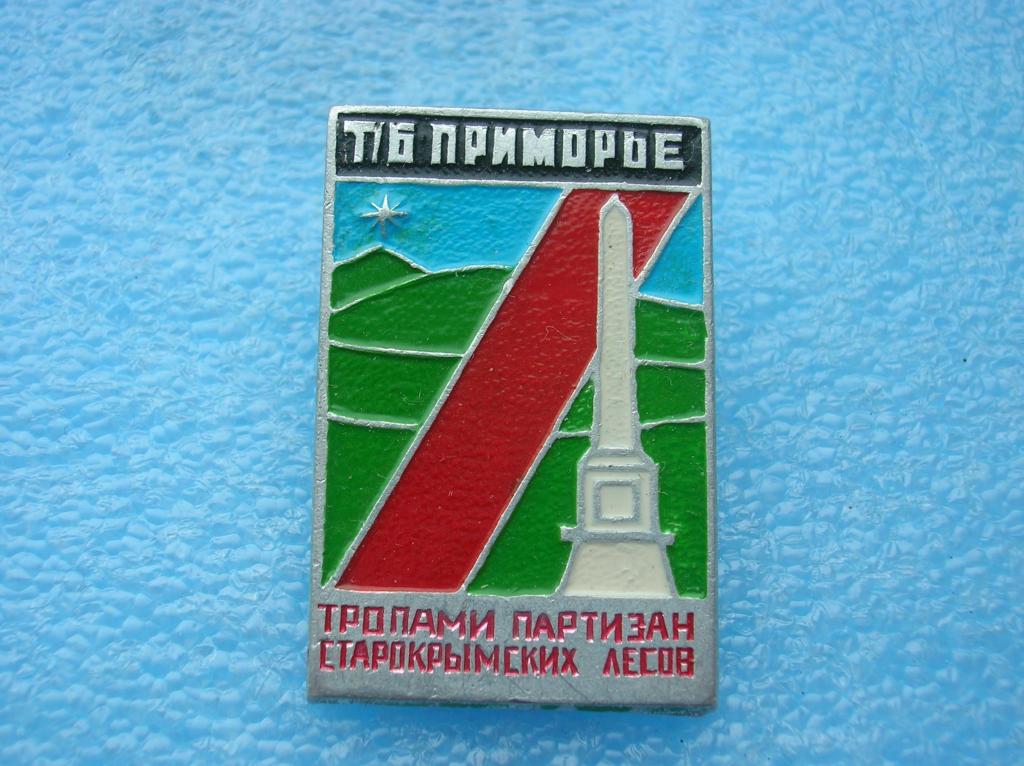 Т/Б ПРИМОРЬЕ
ТРОПАМИ ПАРТИЗАН
СТАРОКРЫМСКИХ ЛЕСОВ